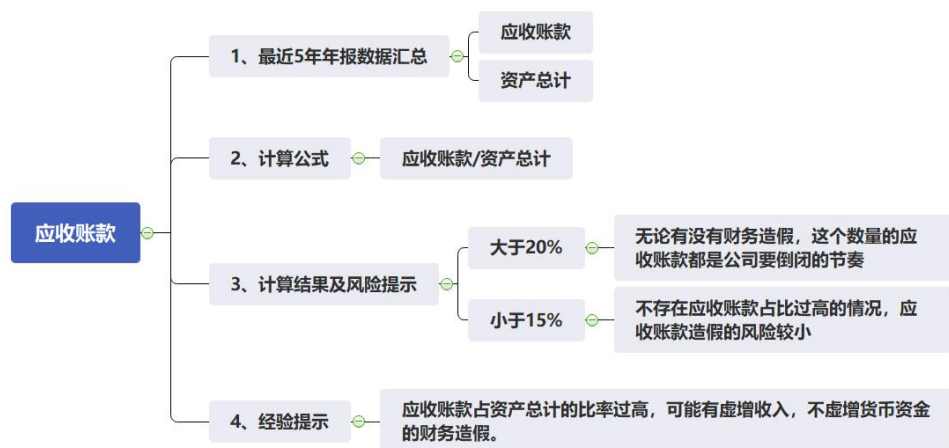 应收账款
1、最近5年年报数据汇总
应收账款
资产总计
2、计算公式
应收账款/资产总计
3、计算结果及风险提示
大于20%
无论有没有财务造假，这个数量的应
收账款都是公司要倒闭的节奏
小于15%
不存在应收账款占比过高的情况，应
收账款造假的风险较小
4、经验提示
应收账款占资产总计的比率过高，可能有虚增收入，不虚增货币资金
的财务造假。